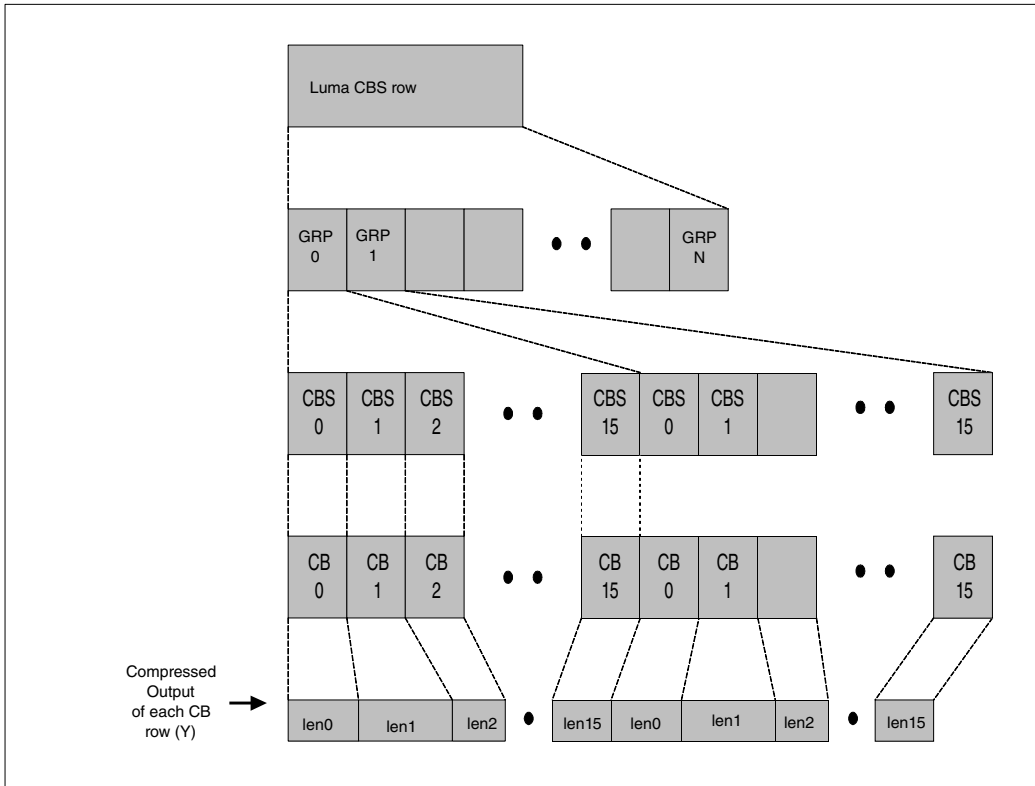 Luma CBS row
GRP
0
GRP
1
GRP
N
CBS
0
CBS
1
CBS
2
CBS
15
CBS
0
CBS
1
CBS
15
CB
0
CB
1
CB
2
CB
15
CB
0
CB
1
CB
15
Compressed
Output
of each CB
row (Y)
len0
len1
len2
len15
len0
len1
len2
len15